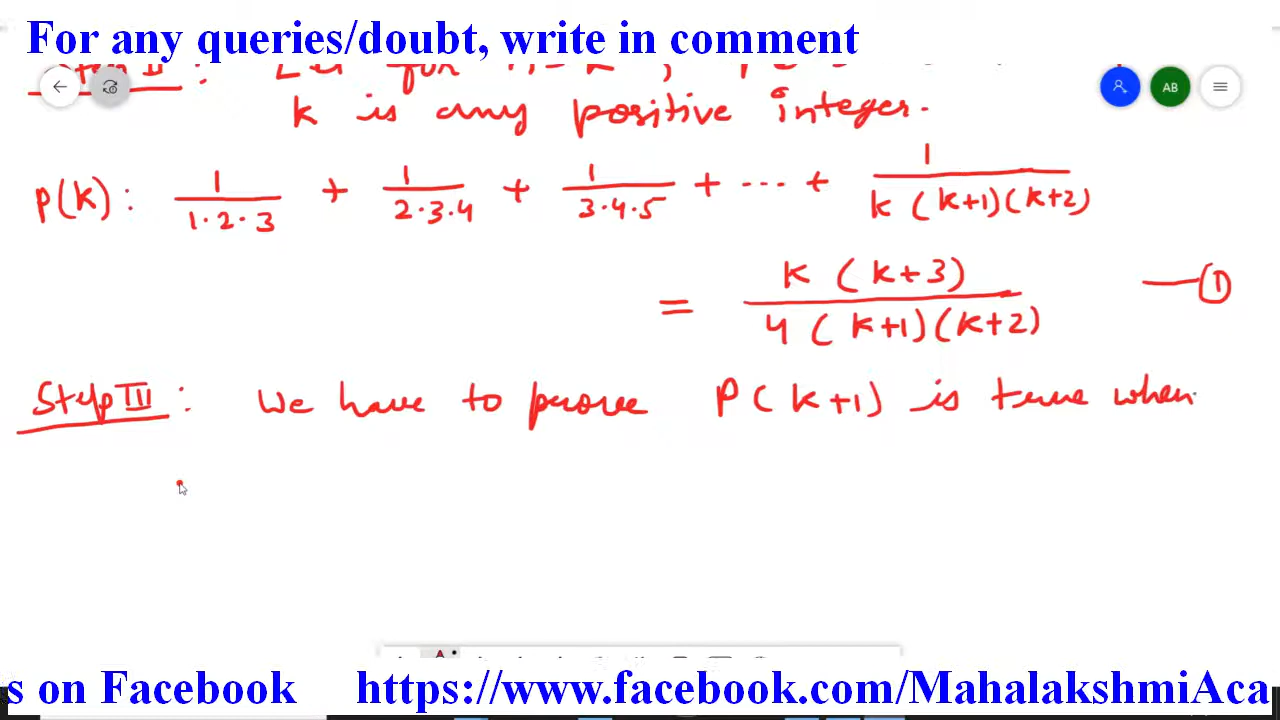 For any queries/doubt, write in comment
AB
k is any positive integer.
P(k): 1/(1·2·3) + 1/(2·3·4) + 1/(3·4·5) + ... + 1/(k(k+1)(k+2))
= k(k+3)/(4(k+1)(k+2)) — ①
Step III: We have to prove P(k+1) is true when
s on Facebook https://www.facebook.com/MahalakshmiAca